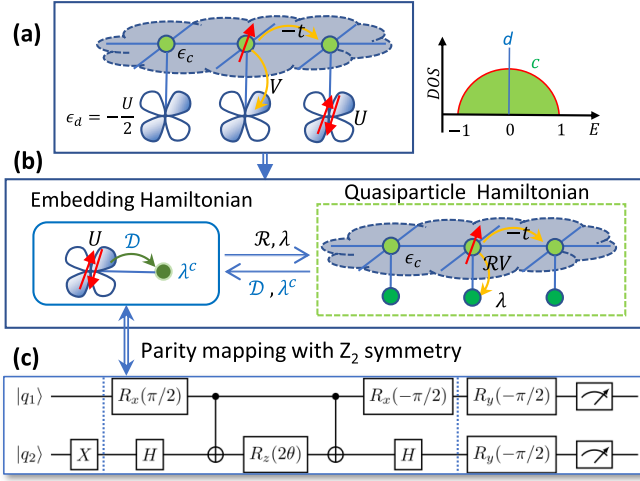 (a)
ϵ_c
−t
V
ϵ_d = −U/2
U
DOS
d
c
−1
0
1
E
(b)
Embedding Hamiltonian
Quasiparticle Hamiltonian
U
𝒟
λ^c
ℛ, λ
𝒟 , λ^c
ϵ_c
−t
ℛV
λ
Parity mapping with Z_2 symmetry
(c)
|q_1⟩ R_x(π/2) R_x(−π/2) R_y(−π/2)
|q_2⟩ X H R_z(2θ) H R_y(−π/2)